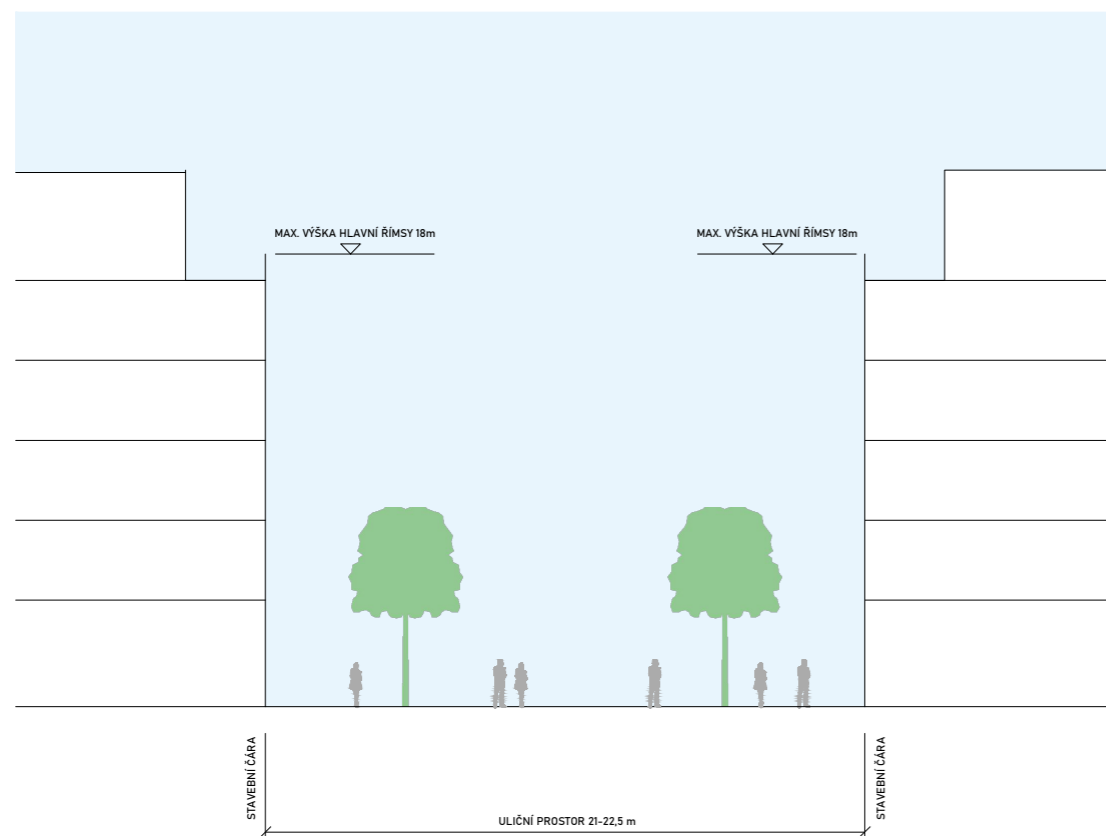 MAX. VÝŠKA HLAVNÍ ŘÍMSY 18m
MAX. VÝŠKA HLAVNÍ ŘÍMSY 18m
STAVEBNÍ ČÁRA
STAVEBNÍ ČÁRA
ULIČNÍ PROSTOR 21-22,5 m